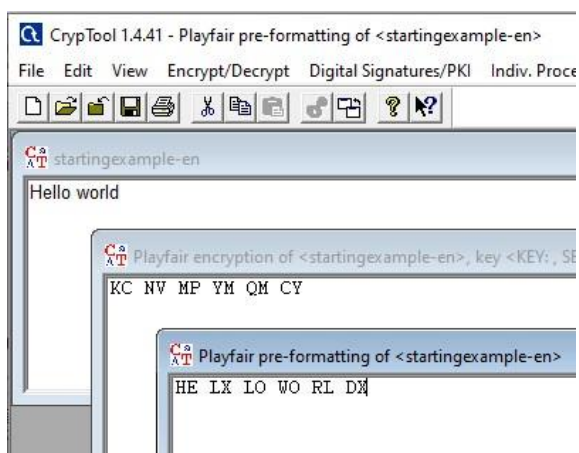 CrypTool 1.4.41 - Playfair pre-formatting of <startingexample-en>
File Edit View Encrypt/Decrypt Digital Signatures/PKI Indiv. Proce
startingexample-en
Hello world
Playfair encryption of <startingexample-en>, key <KEY: , SE
KC NV MP YM QM CY
Playfair pre-formatting of <startingexample-en>
HE LX LO WO RL DX